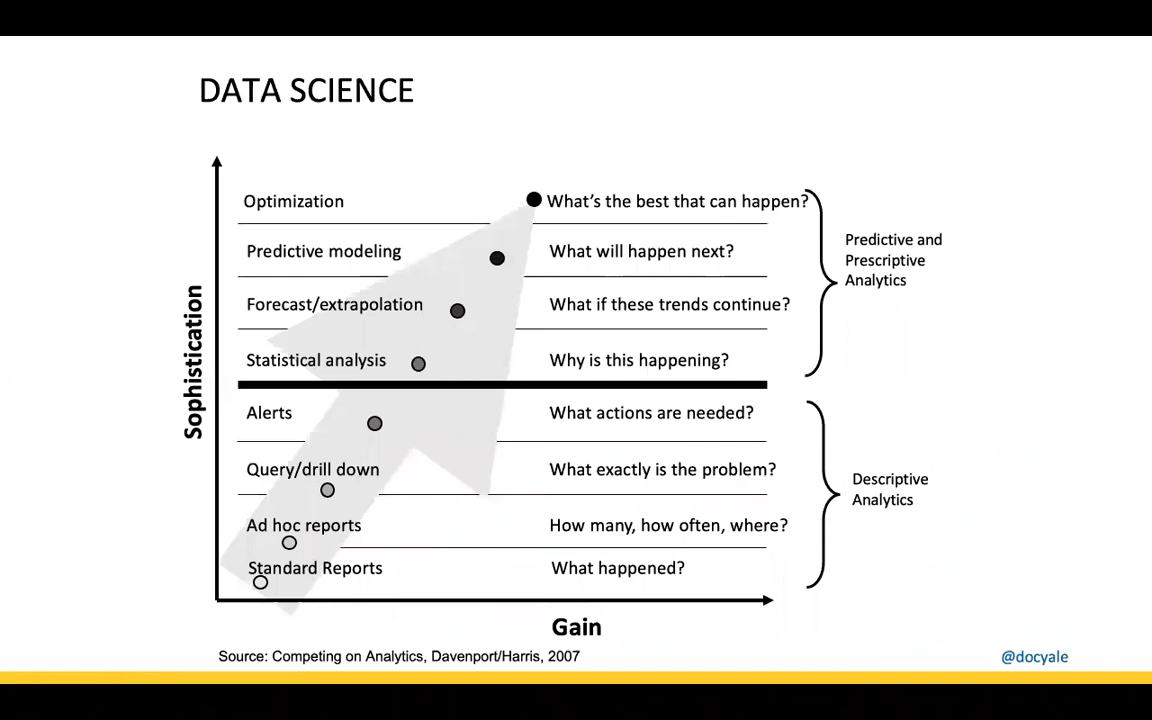 DATA SCIENCE
Sophistication
Optimization
What's the best that can happen?
Predictive modeling
What will happen next?
Forecast/extrapolation
What if these trends continue?
Statistical analysis
Why is this happening?
Predictive and
Prescriptive
Analytics
Alerts
What actions are needed?
Query/drill down
What exactly is the problem?
Ad hoc reports
How many, how often, where?
Standard Reports
What happened?
Descriptive
Analytics
Gain
Source: Competing on Analytics, Davenport/Harris, 2007
@docyale